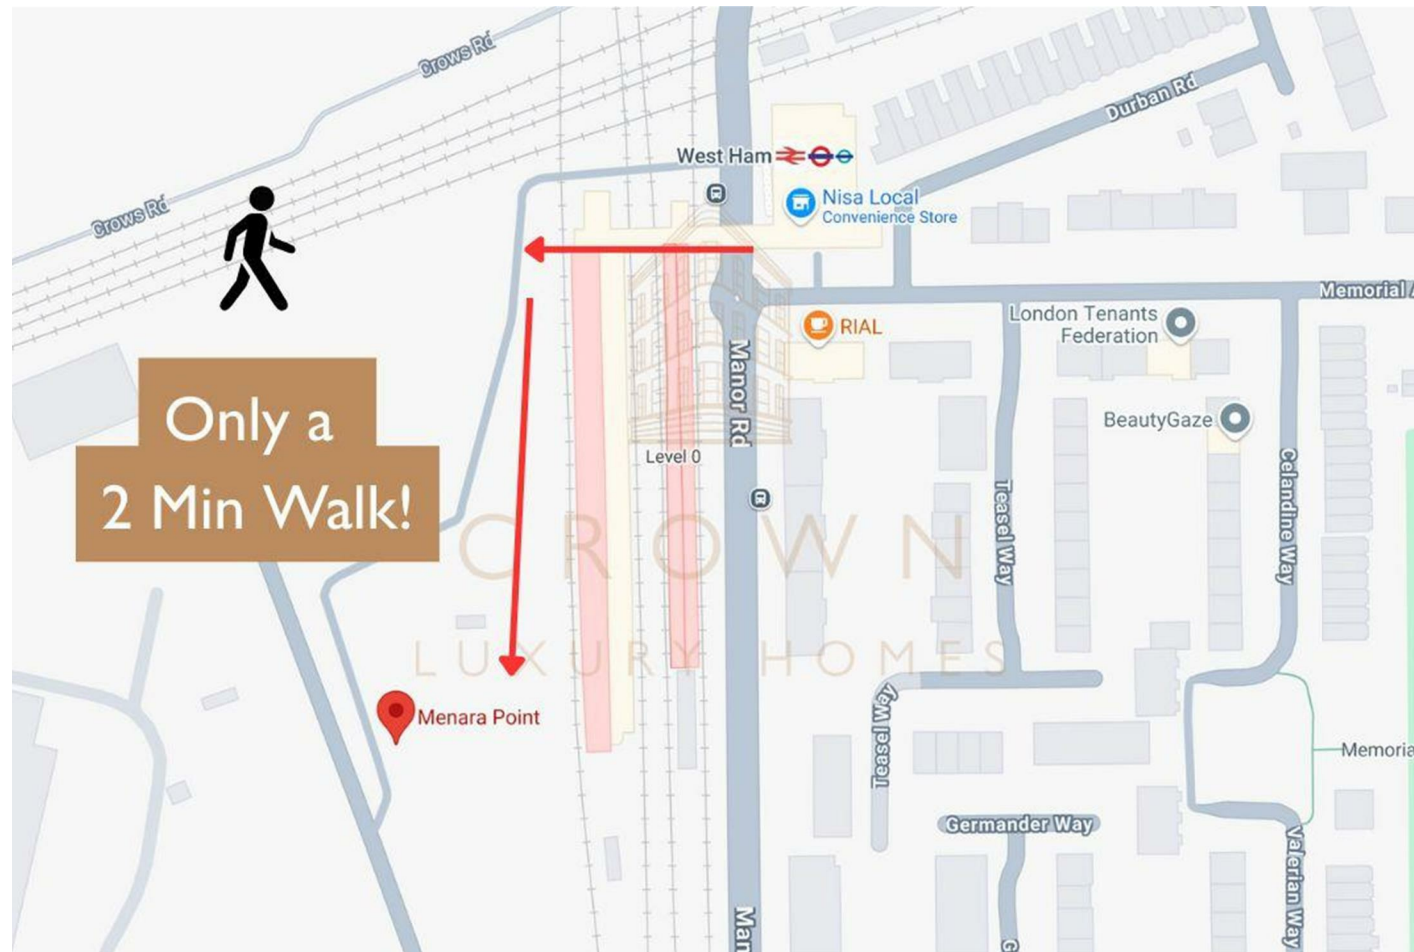 Crows Rd
Durban Rd
West Ham
Nisa Local
Convenience Store
Crows Rd
Memorial
London Tenants
Federation
RIAL
Manor Rd
Only a
2 Min Walk!
BeautyGaze
Level 0
Teasel Way
Celandine Way
CROWN
LUXURY HOMES
Teasel Way
Menara Point
Memoria
Germander Way
Valerian Way
Man
G